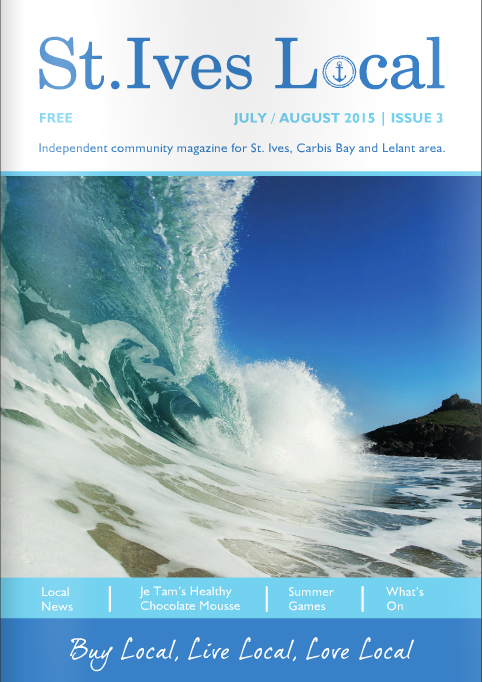 St.Ives Local
FREE
JULY / AUGUST 2015 | ISSUE 3
Independent community magazine for St. Ives, Carbis Bay and Lelant area.
Local
News
Je Tam's Healthy
Chocolate Mousse
Summer
Games
What's
On
Buy Local, Live Local, Love Local